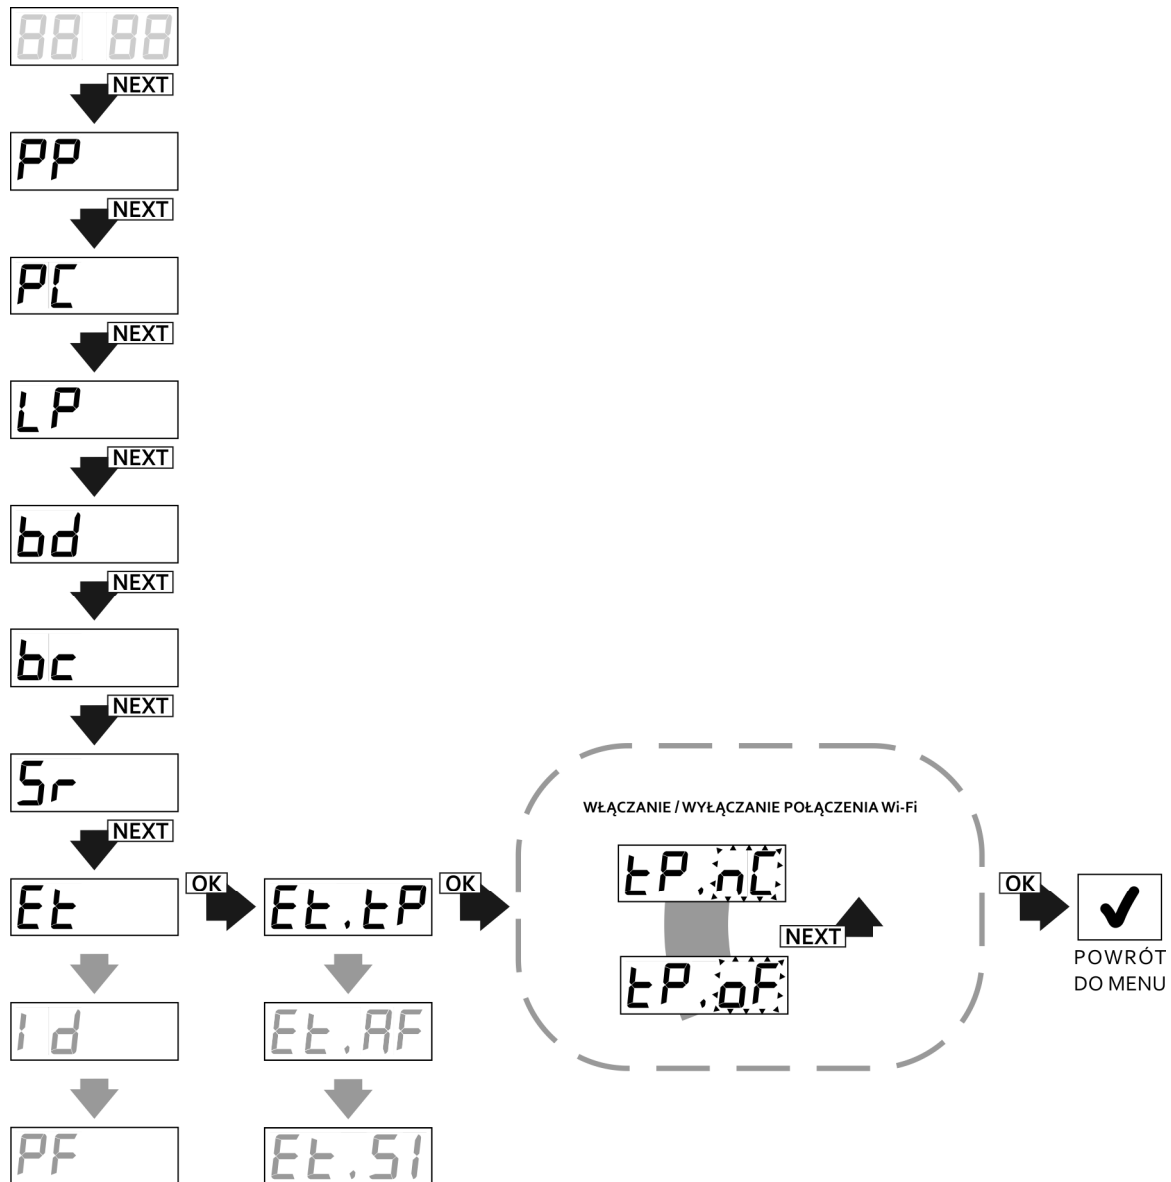 88 88
NEXT
PP
NEXT
PC
NEXT
LP
NEXT
bd
NEXT
bc
NEXT
Sr
NEXT
WŁĄCZANIE / WYŁĄCZANIE POŁĄCZENIA Wi-Fi
Et OK Et.tP OK tP.nC OK
NEXT
POWRÓT
DO MENU
tP.oF
Id Et.AF
PF Et.SI